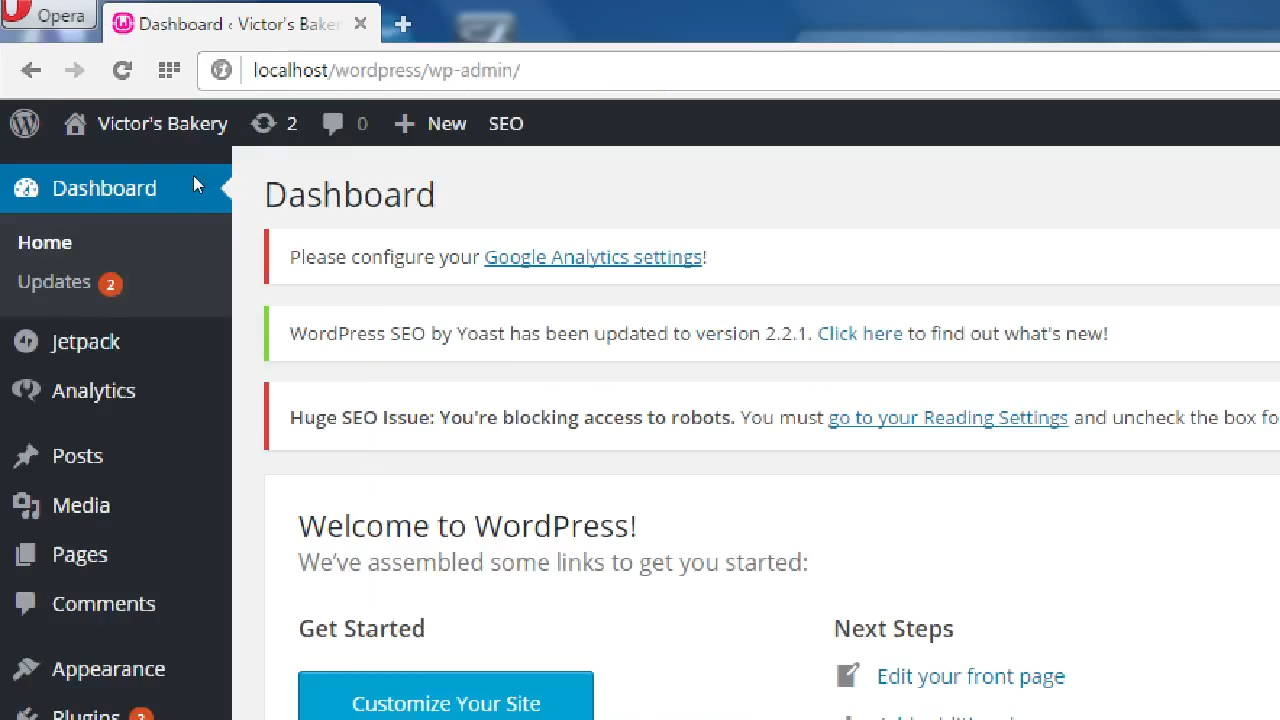 Opera
Dashboard ‹ Victor's Baker
localhost/wordpress/wp-admin/
Victor's Bakery 2 0 New SEO
Dashboard
Home
Updates 2
Jetpack
Analytics
Posts
Media
Pages
Comments
Appearance
Plugins
Dashboard
Please configure your Google Analytics settings!
WordPress SEO by Yoast has been updated to version 2.2.1. Click here to find out what's new!
Huge SEO Issue: You're blocking access to robots. You must go to your Reading Settings and uncheck the box fo
Welcome to WordPress!
We've assembled some links to get you started:
Get Started
Customize Your Site
Next Steps
Edit your front page